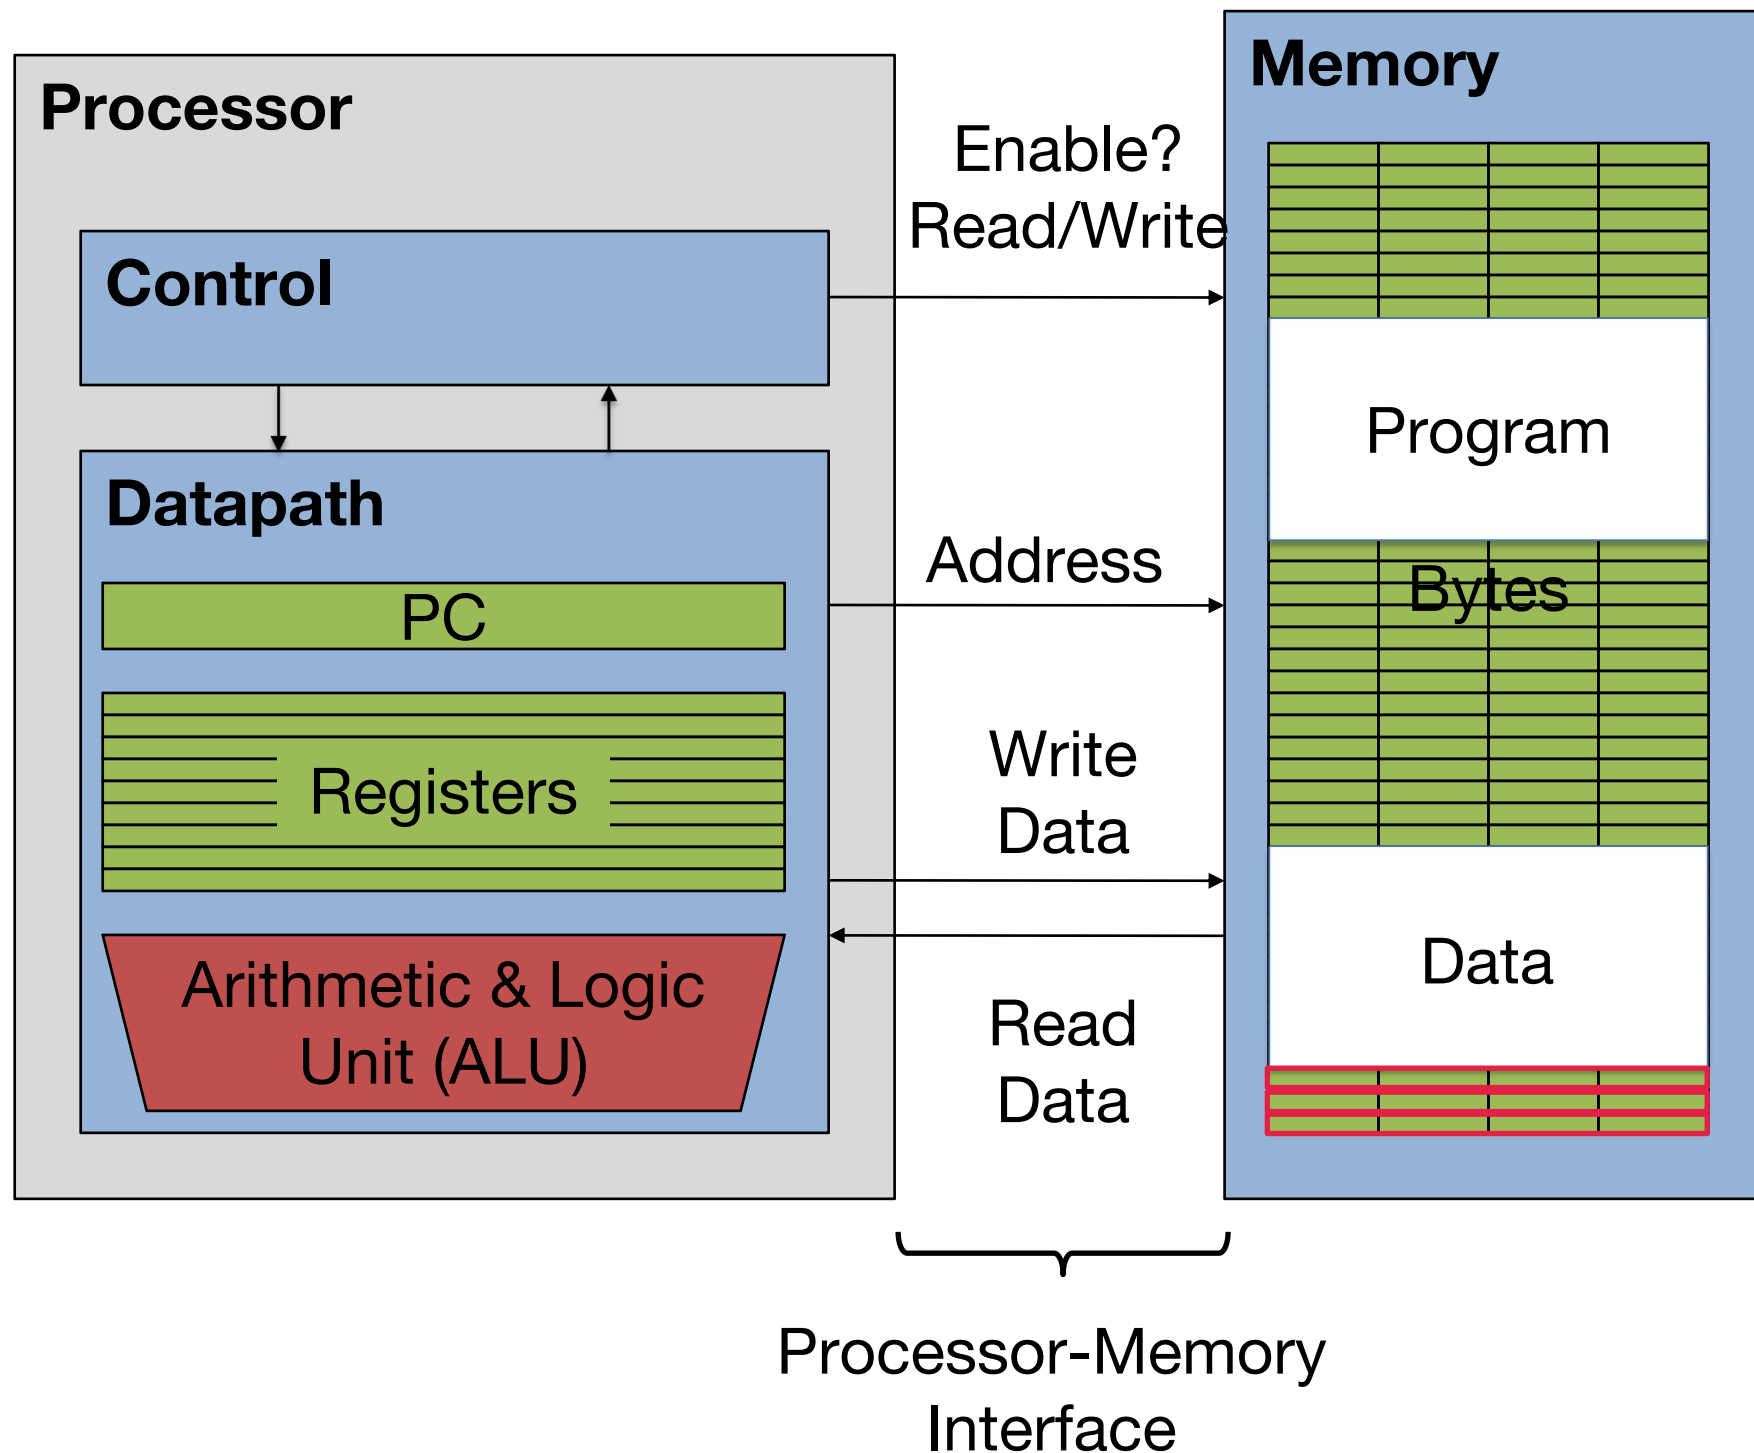 Processor
Control
Datapath
PC
Registers
Arithmetic & Logic
Unit (ALU)
Enable?
Read/Write
Address
Write
Data
Read
Data
Memory
Program
Bytes
Data
Processor-Memory
Interface